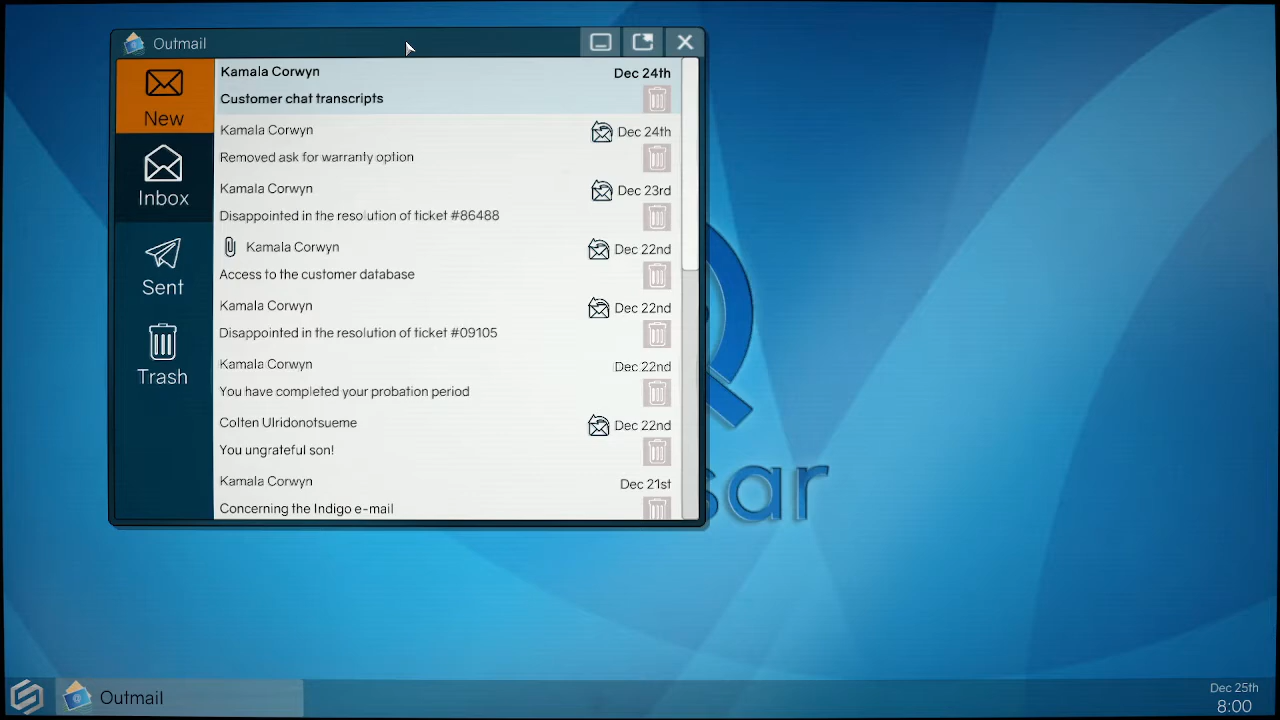 Outmail
New
Inbox
Sent
Trash
Kamala Corwyn Dec 24th
Customer chat transcripts
Kamala Corwyn Dec 24th
Removed ask for warranty option
Kamala Corwyn Dec 23rd
Disappointed in the resolution of ticket #86488
Kamala Corwyn Dec 22nd
Access to the customer database
Kamala Corwyn Dec 22nd
Disappointed in the resolution of ticket #09105
Kamala Corwyn Dec 22nd
You have completed your probation period
Colten Ulridonotsueme Dec 22nd
You ungrateful son!
Kamala Corwyn Dec 21st
Concerning the Indigo e-mail
sar
Outmail
Dec 25th
8:00